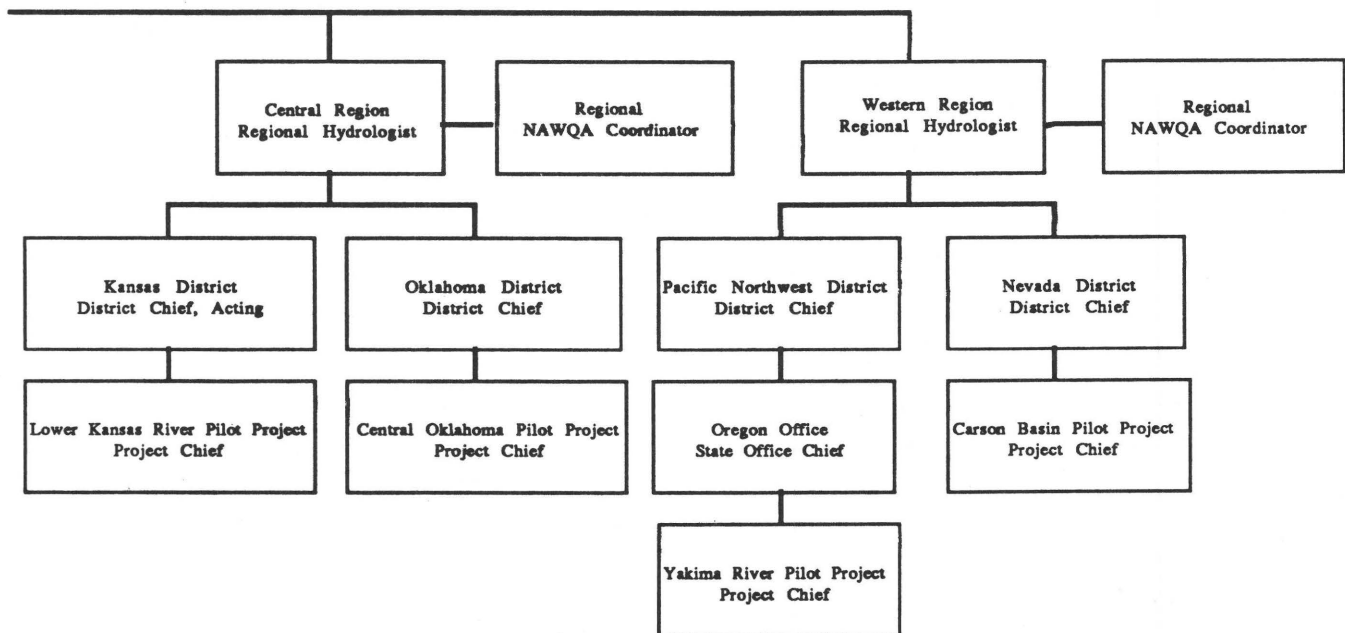 Central Region
Regional Hydrologist
Regional
NAWQA Coordinator
Western Region
Regional Hydrologist
Regional
NAWQA Coordinator
Kansas District
District Chief, Acting
Oklahoma District
District Chief
Pacific Northwest District
District Chief
Nevada District
District Chief
Lower Kansas River Pilot Project
Project Chief
Central Oklahoma Pilot Project
Project Chief
Oregon Office
State Office Chief
Carson Basin Pilot Project
Project Chief
Yakima River Pilot Project
Project Chief